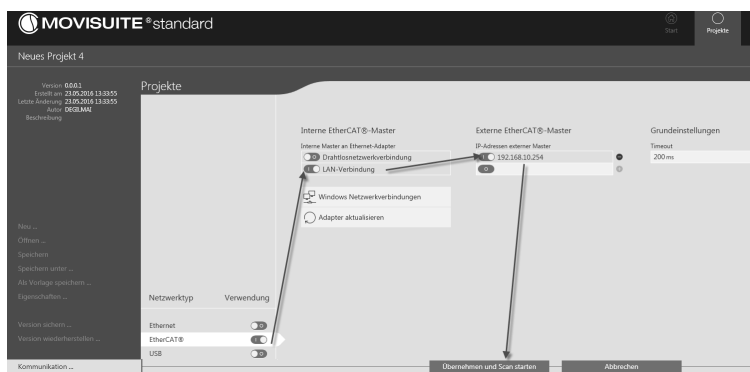 MOVISUITE® standard
Start
Projekte
Neues Projekt 4
Version 0.0.0.1
Erstellt am 23.05.2016 13:33:55
Letzte Änderung 23.05.2016 13:33:55
Autor DEGILMAI
Beschreibung
Projekte
Interne EtherCAT®-Master
Interne Master an Ethernet-Adapter
Drahtlosnetzwerkverbindung
LAN-Verbindung
Windows Netzwerkverbindungen
Adapter aktualisieren
Externe EtherCAT®-Master
IP-Adressen externer Master
192.168.10.254
Grundeinstellungen
Timeout
200 ms
Neu ...
Öffnen ...
Speichern
Speichern unter ...
Als Vorlage speichern ...
Eigenschaften ...
Version sichern ...
Version wiederherstellen ...
Kommunikation ...
Netzwerktyp Verwendung
Ethernet
EtherCAT®
USB
Übernehmen und Scan starten
Abbrechen